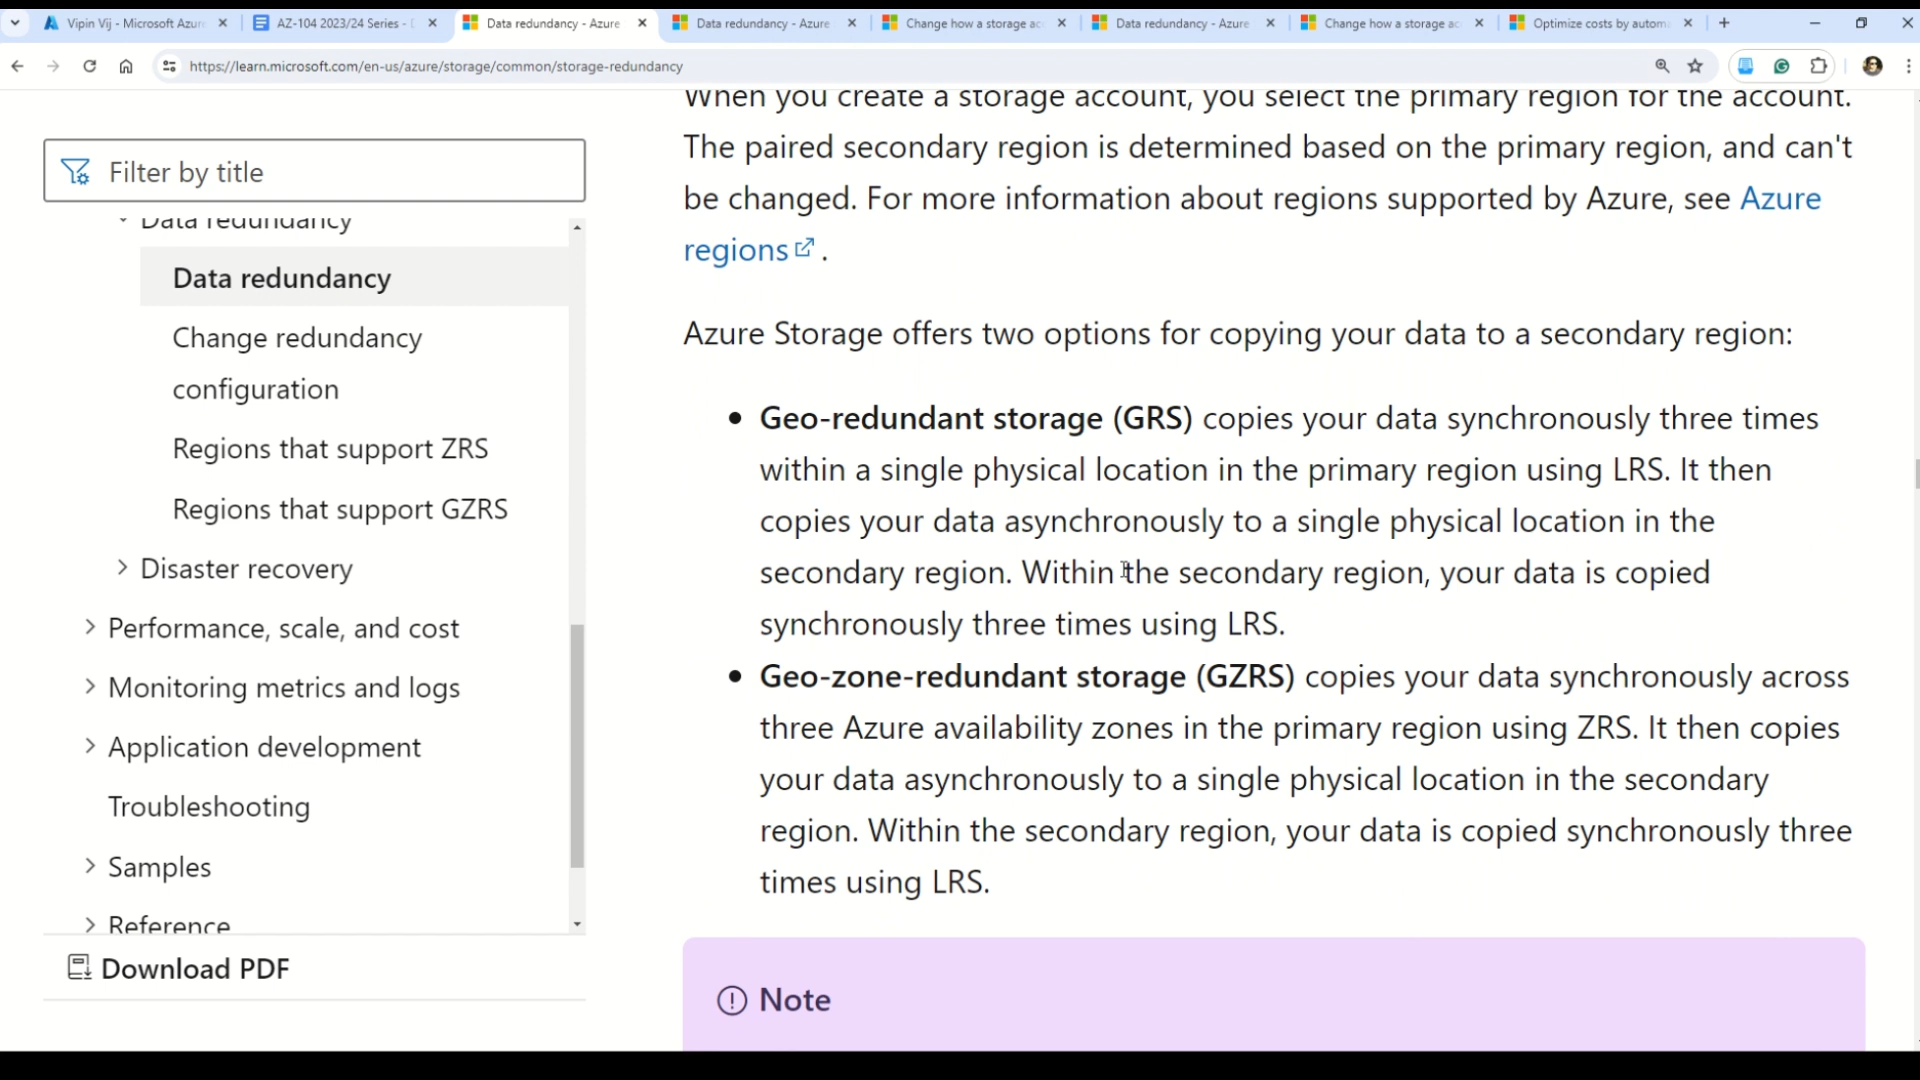 Vipin Vij - Microsoft Azur
AZ-104 2023/24 Series -
Data redundancy - Azure
Data redundancy - Azure
Change how a storage ac
Data redundancy - Azure
Change how a storage ac
Optimize costs by autom
https://learn.microsoft.com/en-us/azure/storage/common/storage-redundancy
Filter by title
Data redundancy
Data redundancy
Change redundancy
configuration
Regions that support ZRS
Regions that support GZRS
Disaster recovery
Performance, scale, and cost
Monitoring metrics and logs
Application development
Troubleshooting
Samples
Reference
Download PDF
When you create a storage account, you select the primary region for the account.
The paired secondary region is determined based on the primary region, and can't
be changed. For more information about regions supported by Azure, see Azure
regions .
Azure Storage offers two options for copying your data to a secondary region:
• Geo-redundant storage (GRS) copies your data synchronously three times
within a single physical location in the primary region using LRS. It then
copies your data asynchronously to a single physical location in the
secondary region. Within the secondary region, your data is copied
synchronously three times using LRS.
• Geo-zone-redundant storage (GZRS) copies your data synchronously across
three Azure availability zones in the primary region using ZRS. It then copies
your data asynchronously to a single physical location in the secondary
region. Within the secondary region, your data is copied synchronously three
times using LRS.
Note